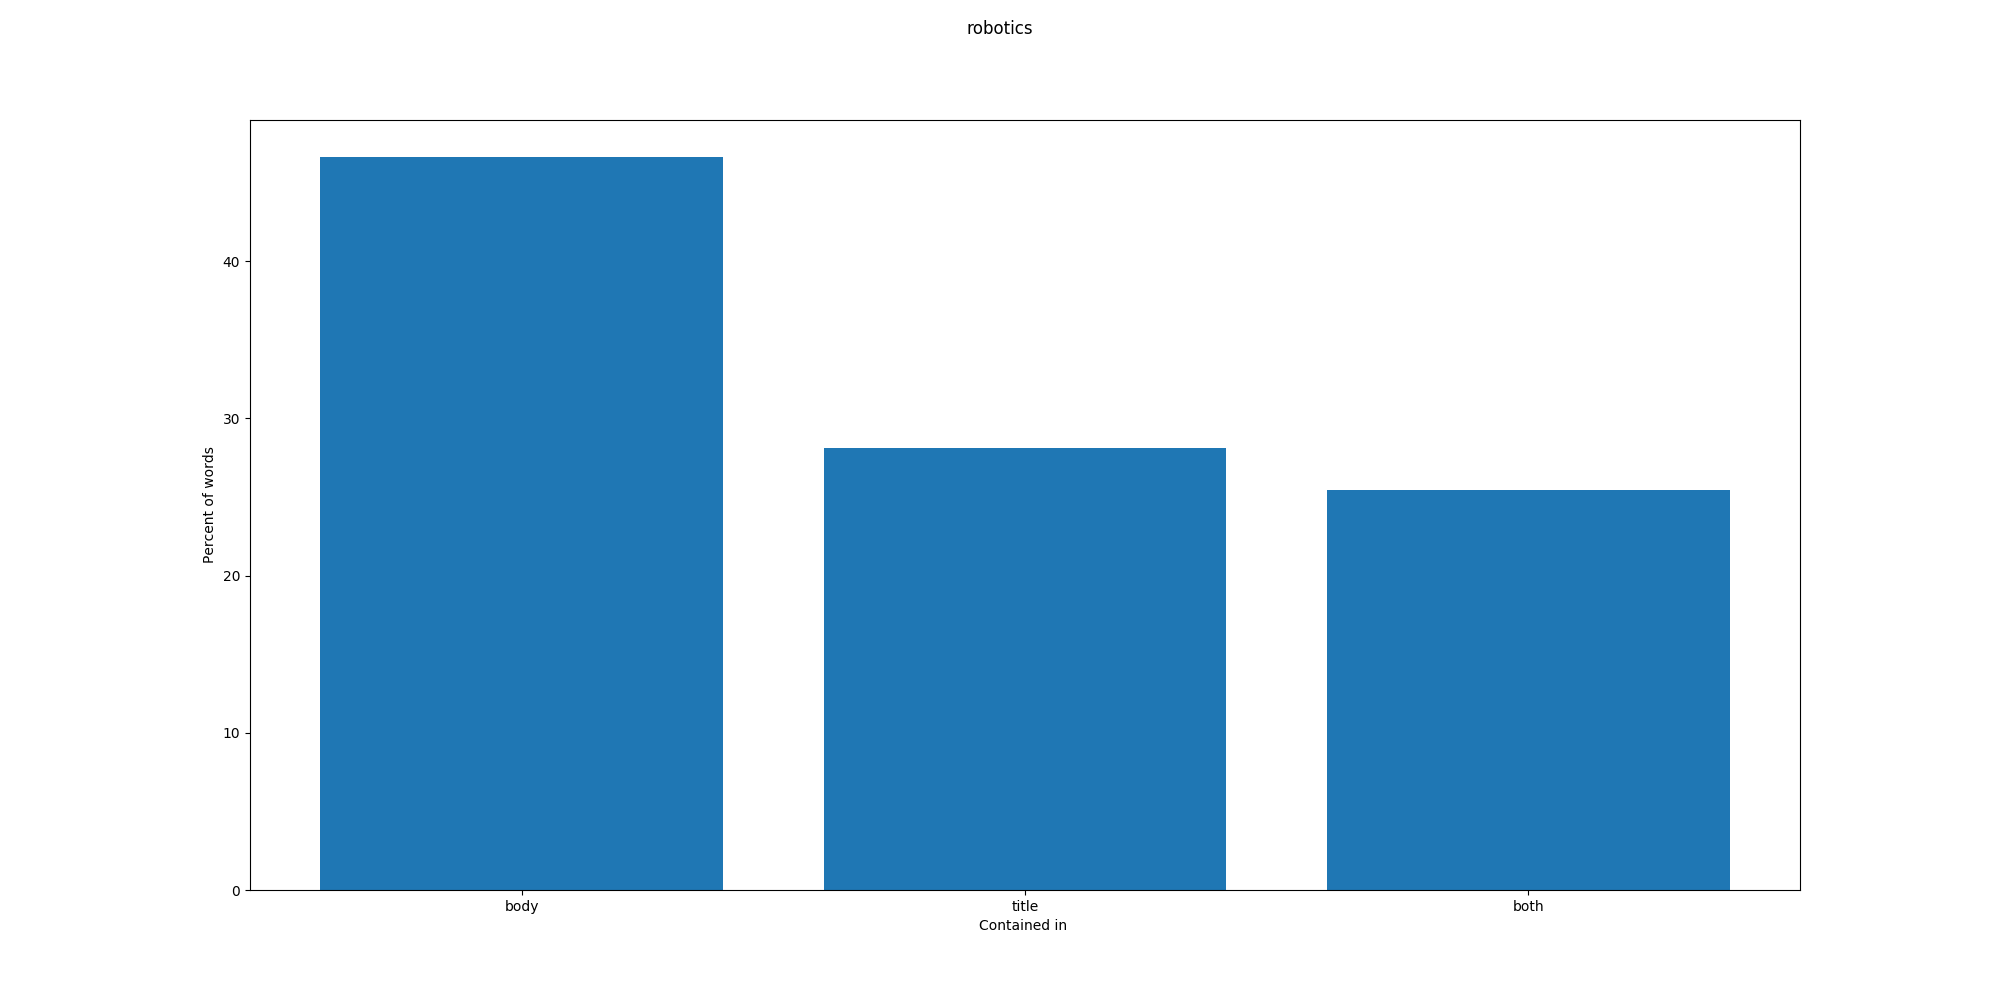 robotics
40
30
20
10
0
Percent of words
body
title
both
Contained in